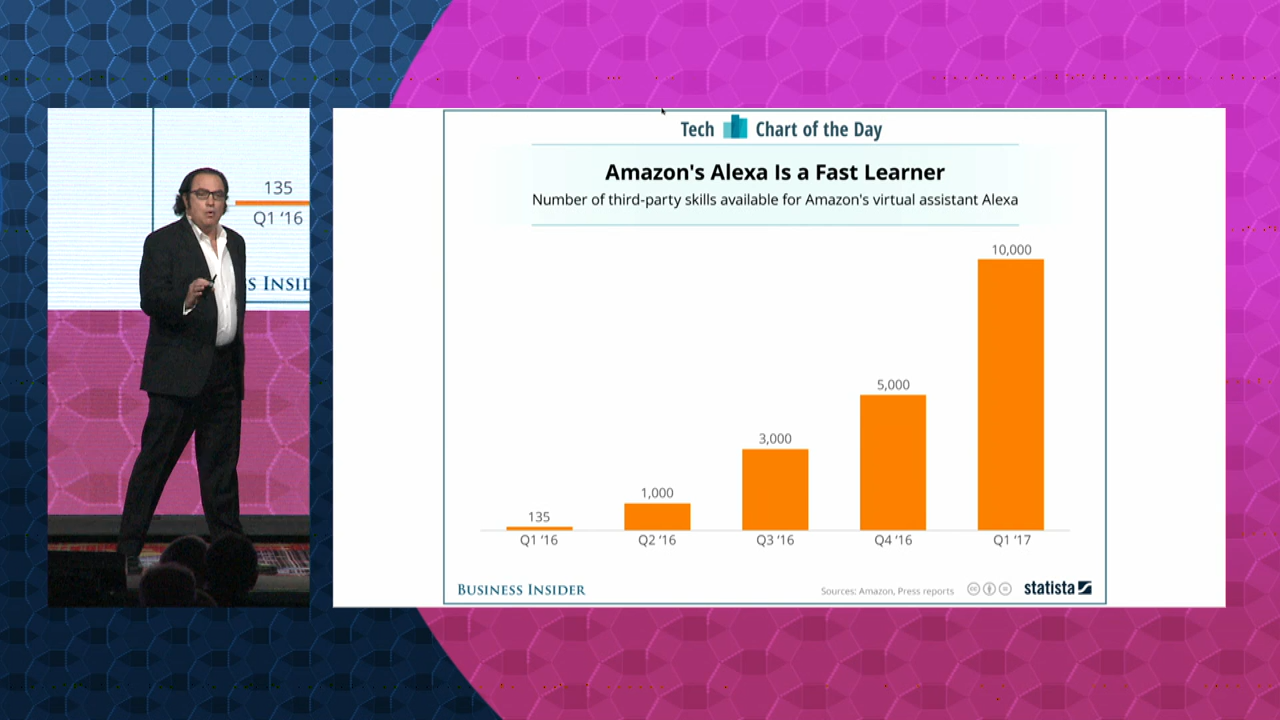 135
Q1 ‘16
S INSID
Tech Chart of the Day
Amazon's Alexa Is a Fast Learner
Number of third-party skills available for Amazon's virtual assistant Alexa
10,000
5,000
3,000
1,000
135
Q1 ‘16 Q2 ‘16 Q3 ‘16 Q4 ‘16 Q1 ‘17
BUSINESS INSIDER
Sources: Amazon, Press reports
statista